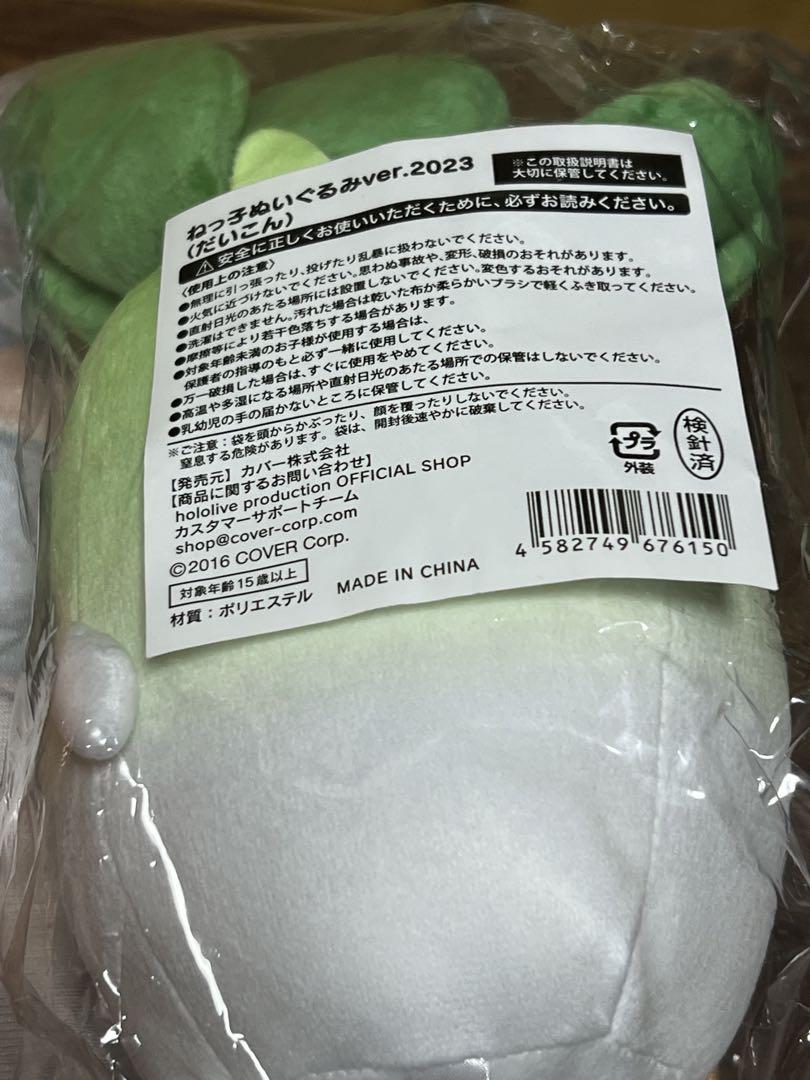 ねっ子ぬいぐるみver.2023
(だいこん)
※この取扱説明書は
大切に保管してください。
⚠安全に正しくお使いいただくために、必ずお読みください。
〈使用上の注意〉
●無理に引っ張ったり、投げたり乱暴に扱わないでください。
●火気に近づけないでください。思わぬ事故や、変形、破損のおそれがあります。
●直射日光のあたる場所には設置しないでください。変色するおそれがあります。
●洗濯はできません。汚れた場合は乾いた布か柔らかいブラシで軽くふき取ってください。
●摩擦等により若干色落ちする場合があります。
●対象年齢未満のお子様が使用する場合は、
保護者の指導のもと必ず一緒に使用してください。
●万一破損した場合は、すぐに使用をやめてください。
●高温や多湿になる場所や直射日光のあたる場所での保管はしないでください。
●乳幼児の手の届かないところに保管してください。
※ご注意:袋を頭からかぶったり、顔を覆ったりしないでください。
窒息する危険があります。袋は、開封後速やかに破棄してください。
【発売元】カバー株式会社
【商品に関するお問い合わせ】
hololive production OFFICIAL SHOP
カスタマーサポートチーム
shop@cover-corp.com
©2016 COVER Corp.
対象年齢15歳以上
材質:ポリエステル
MADE IN CHINA
プラ
外装
検針済
4 582749 676150